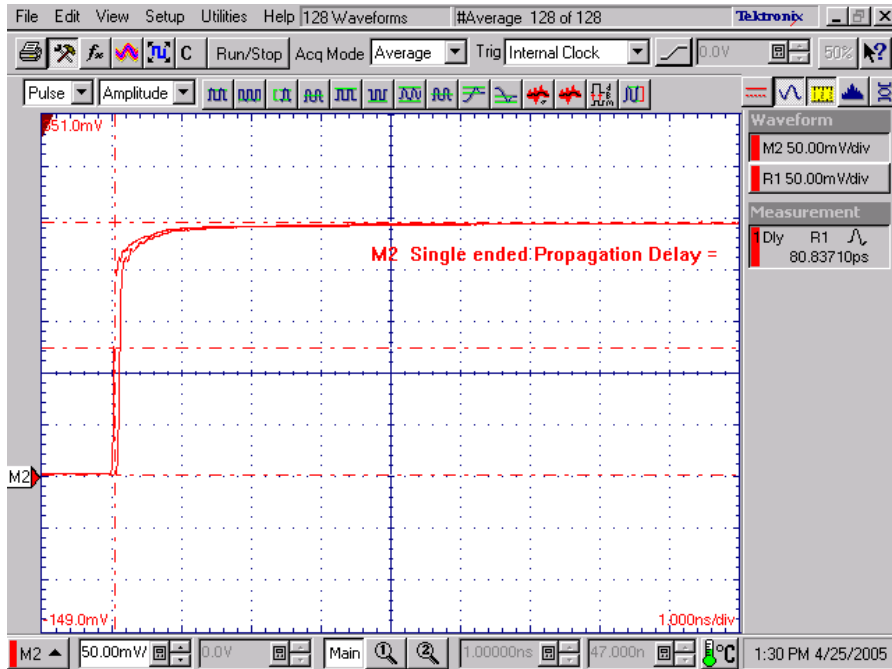 File Edit View Setup Utilities Help 128 Waveforms #Average 128 of 128 Tektronix
C Run/Stop Acq Mode Average Trig Internal Clock 0.0V 50% ?
Pulse Amplitude
Waveform
M2 50.00mV/div
R1 50.00mV/div
Measurement
1 Dly R1
80.83710ps
M2 Single ended Propagation Delay =
M2
-149.0mV
1.000ns/div
M2 50.00mV/ 0.0V Main 1 2 1.00000ns 47.000n °C 1:30 PM 4/25/2005